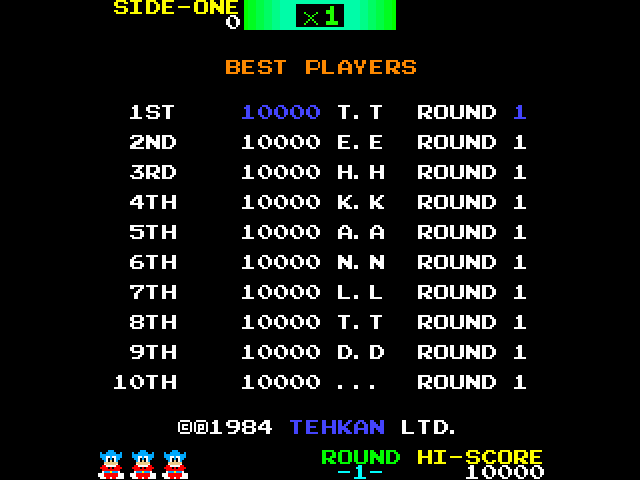 SIDE-ONE
0
×1
BEST PLAYERS
1ST 10000 T.T ROUND 1
2ND 10000 E.E ROUND 1
3RD 10000 H.H ROUND 1
4TH 10000 K.K ROUND 1
5TH 10000 A.A ROUND 1
6TH 10000 N.N ROUND 1
7TH 10000 L.L ROUND 1
8TH 10000 T.T ROUND 1
9TH 10000 D.D ROUND 1
10TH 10000 ... ROUND 1
©℗1984 TEHKAN LTD.
ROUND HI-SCORE
-1- 10000